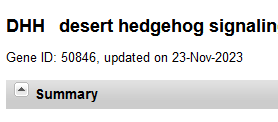 DHH desert hedgehog signalin
Gene ID: 50846, updated on 23-Nov-2023
Summary